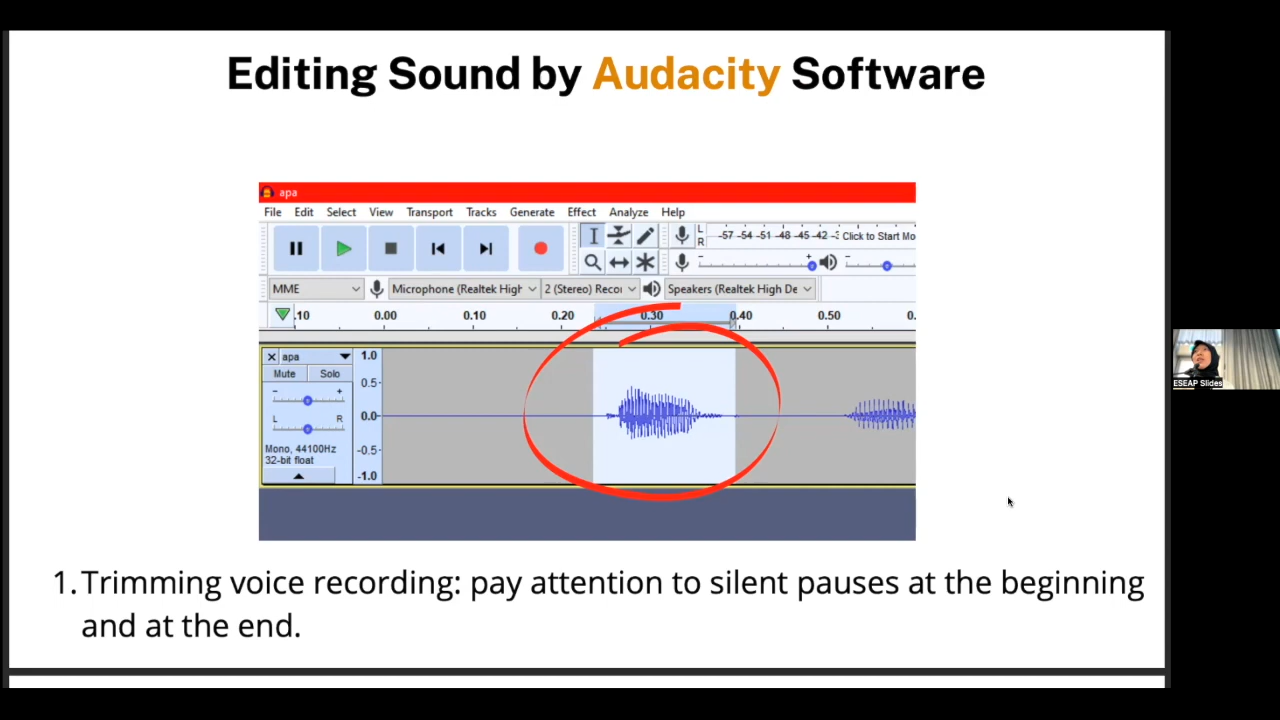 Editing Sound by Audacity Software
apa
File Edit Select View Transport Tracks Generate Effect Analyze Help
L
R
-57 -54 -51 -48 -45 -42 Click to Start Mo
MME Microphone (Realtek High 2 (Stereo) Recor Speakers (Realtek High De
.10 0.00 0.10 0.20 0.30 0.40 0.50 0.
apa
Mute Solo
- +
L R
Mono, 44100Hz
32-bit float
1.0
0.5-
0.0-
-0.5-
-1.0
ESEAP Slides
1. Trimming voice recording: pay attention to silent pauses at the beginning
and at the end.